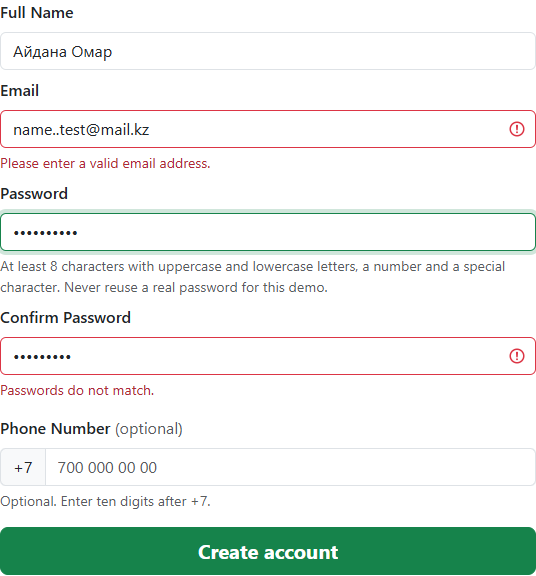 Full Name
Айдана Омар
Email
name..test@mail.kz
Please enter a valid email address.
Password
••••••••••
At least 8 characters with uppercase and lowercase letters, a number and a special
character. Never reuse a real password for this demo.
Confirm Password
•••••••••
Passwords do not match.
Phone Number (optional)
+7 700 000 00 00
Optional. Enter ten digits after +7.
Create account